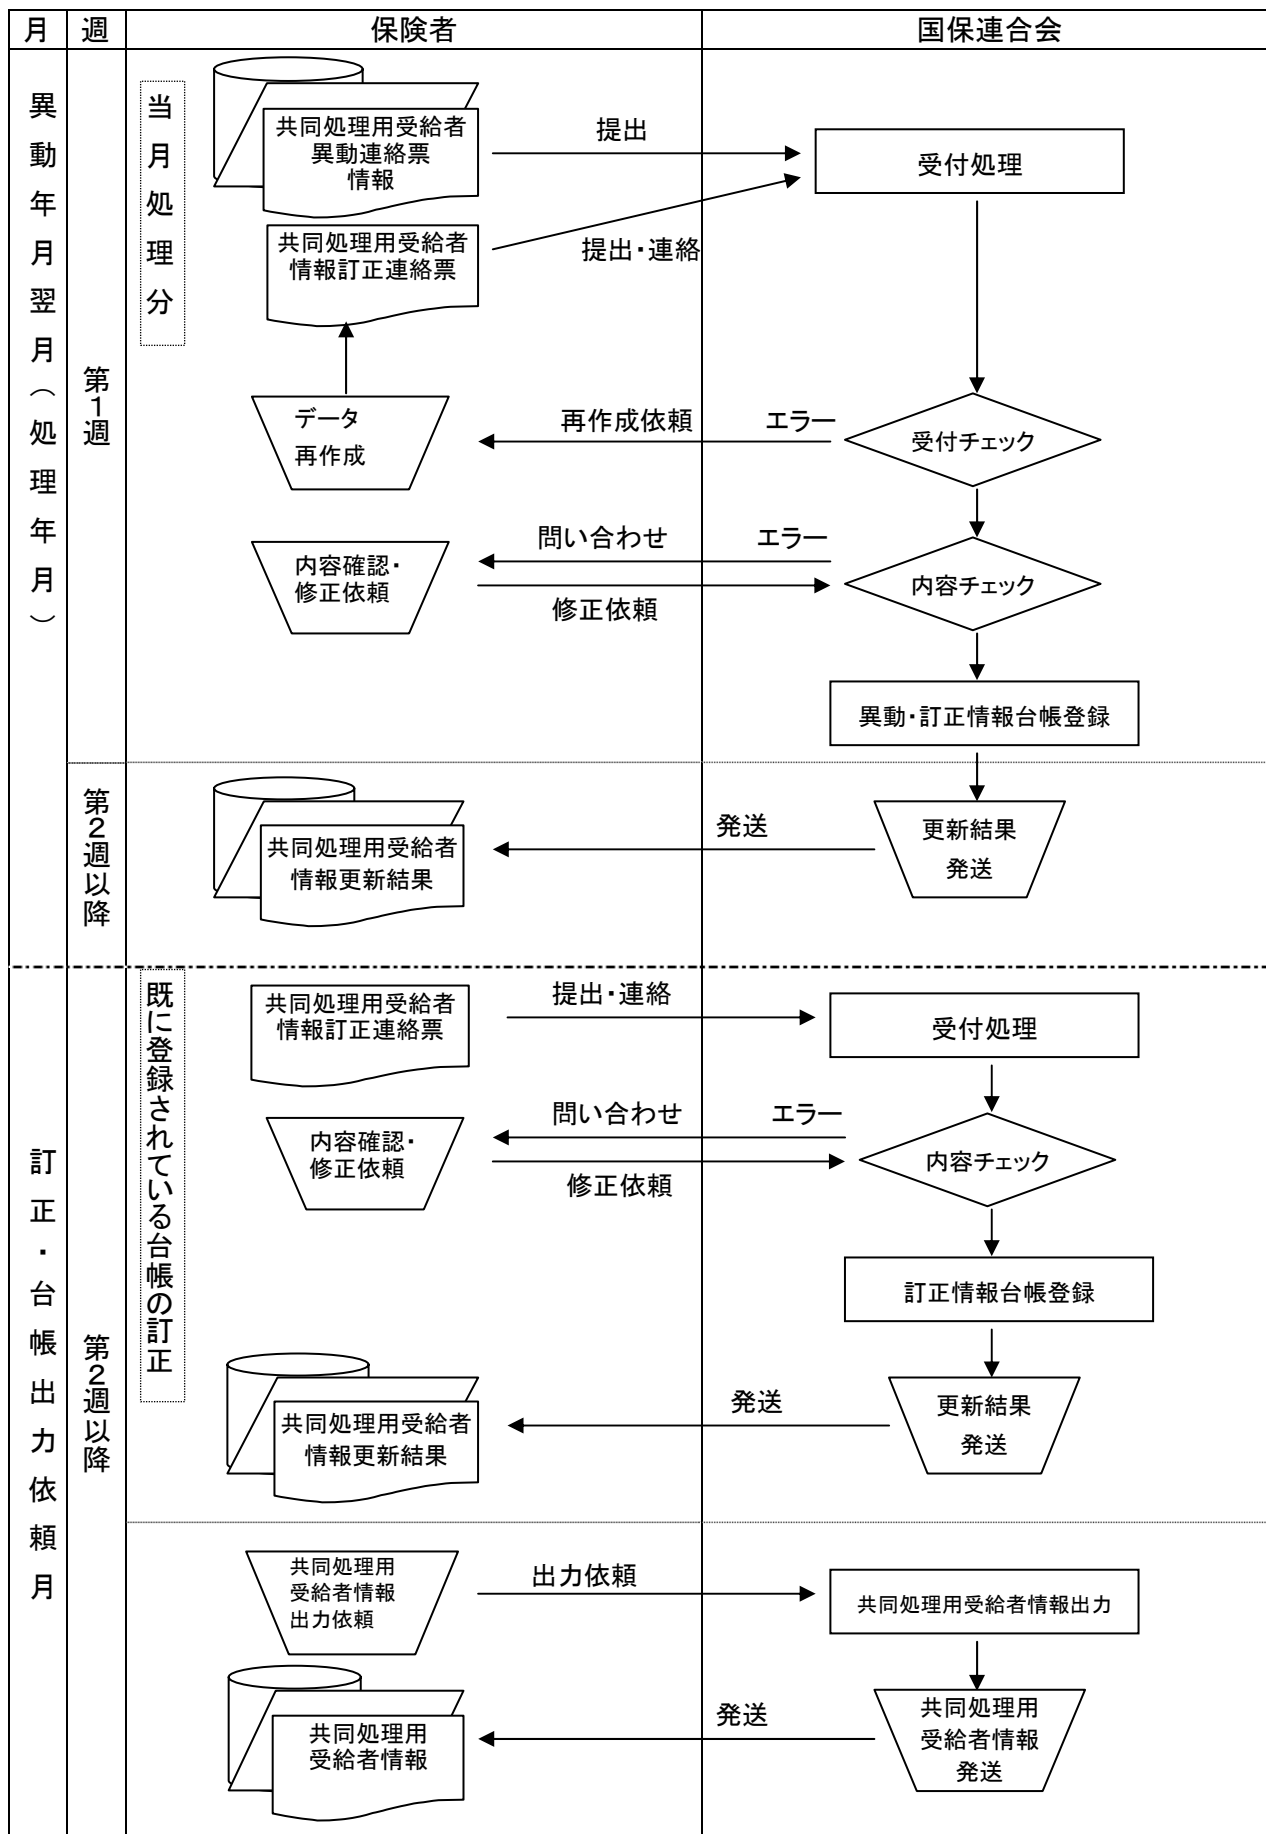 月
週
保険者
国保連合会
異動年月翌月（処理年月）
第1週
当月処理分
共同処理用受給者
異動連絡票
情報
提出
受付処理
共同処理用受給者
情報訂正連絡票
提出・連絡
データ
再作成
再作成依頼
エラー
受付チェック
内容確認・
修正依頼
問い合わせ
エラー
修正依頼
内容チェック
異動・訂正情報台帳登録
第2週以降
共同処理用受給者
情報更新結果
発送
更新結果
発送
訂正・台帳出力依頼月
第2週以降
既に登録されている台帳の訂正
共同処理用受給者
情報訂正連絡票
提出・連絡
受付処理
内容確認・
修正依頼
問い合わせ
エラー
修正依頼
内容チェック
訂正情報台帳登録
共同処理用受給者
情報更新結果
発送
更新結果
発送
共同処理用
受給者情報
出力依頼
出力依頼
共同処理用受給者情報出力
共同処理用
受給者情報
発送
共同処理用
受給者情報
発送